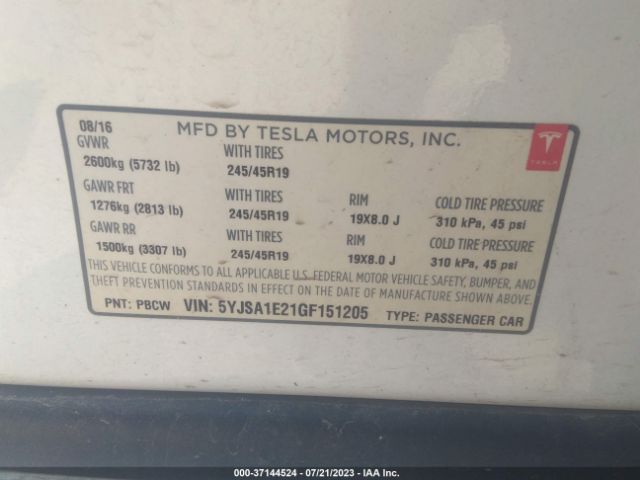 08/16 MFD BY TESLA MOTORS, INC.
TESLA
GVWR WITH TIRES
2600kg (5732 lb) 245/45R19
GAWR FRT WITH TIRES RIM COLD TIRE PRESSURE
1276kg (2813 lb) 245/45R19 19X8.0 J 310 kPa, 45 psi
GAWR RR WITH TIRES RIM COLD TIRE PRESSURE
1500kg (3307 lb) 245/45R19 19X8.0 J 310 kPa, 45 psi
THIS VEHICLE CONFORMS TO ALL APPLICABLE U.S. FEDERAL MOTOR VEHICLE SAFETY, BUMPER, AND
THEFT PREVENTION STANDARDS IN EFFECT ON THE DATE OF MANUFACTURE SHOWN ABOVE.
PNT: PBCW VIN: 5YJSA1E21GF151205 TYPE: PASSENGER CAR
000-37144524 - 07/21/2023 - IAA Inc.